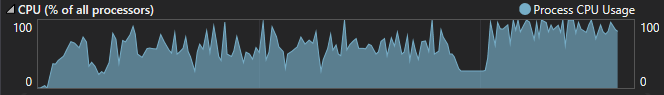 CPU (% of all processors)
Process CPU Usage
100
100
0
0